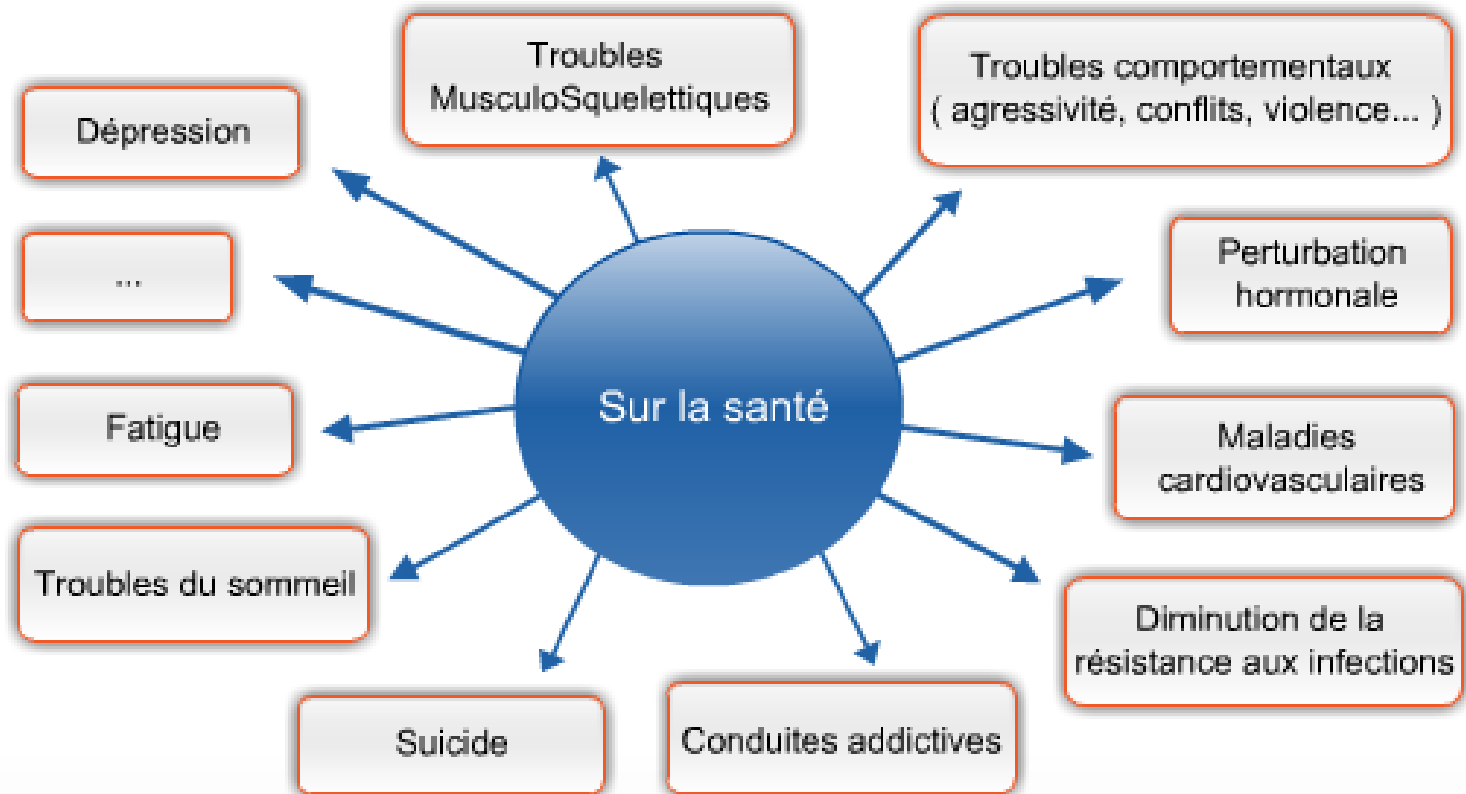 Troubles
MusculoSquelettiques
Troubles comportementaux
( agressivité, conflits, violence... )
Dépression
...
Perturbation
hormonale
Sur la santé
Fatigue
Maladies
cardiovasculaires
Troubles du sommeil
Diminution de la
résistance aux infections
Suicide
Conduites addictives